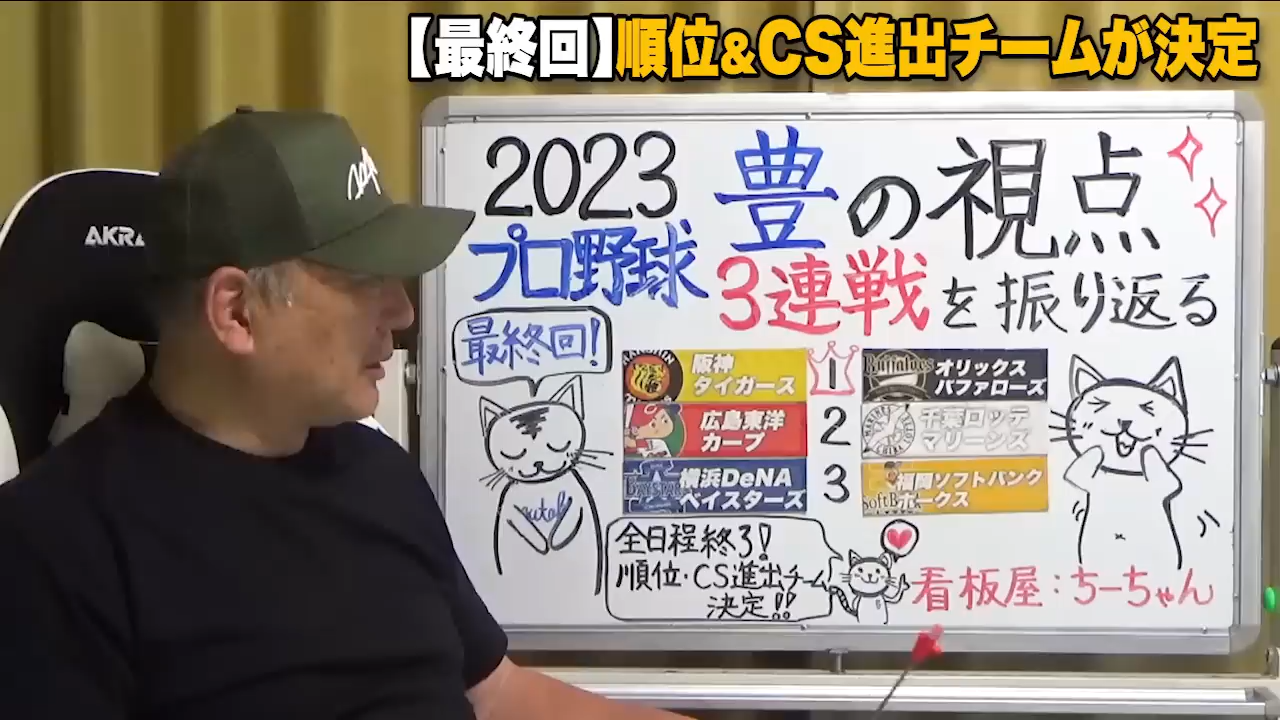 【最終回】順位&CS進出チームが決定
AKRA
2023
プロ野球
豊の視点
3連戦を振り返る
最終回!
阪神
タイガース
1
Buffaloes
オリックス
バファローズ
広島東洋
カープ
2
千葉ロッテ
マリーンズ
横浜DeNA
ベイスターズ
3
SoftBank
福岡ソフトバンク
ホークス
全日程終了!
順位・CS進出チーム
決定!!
看板屋:ちーちゃん